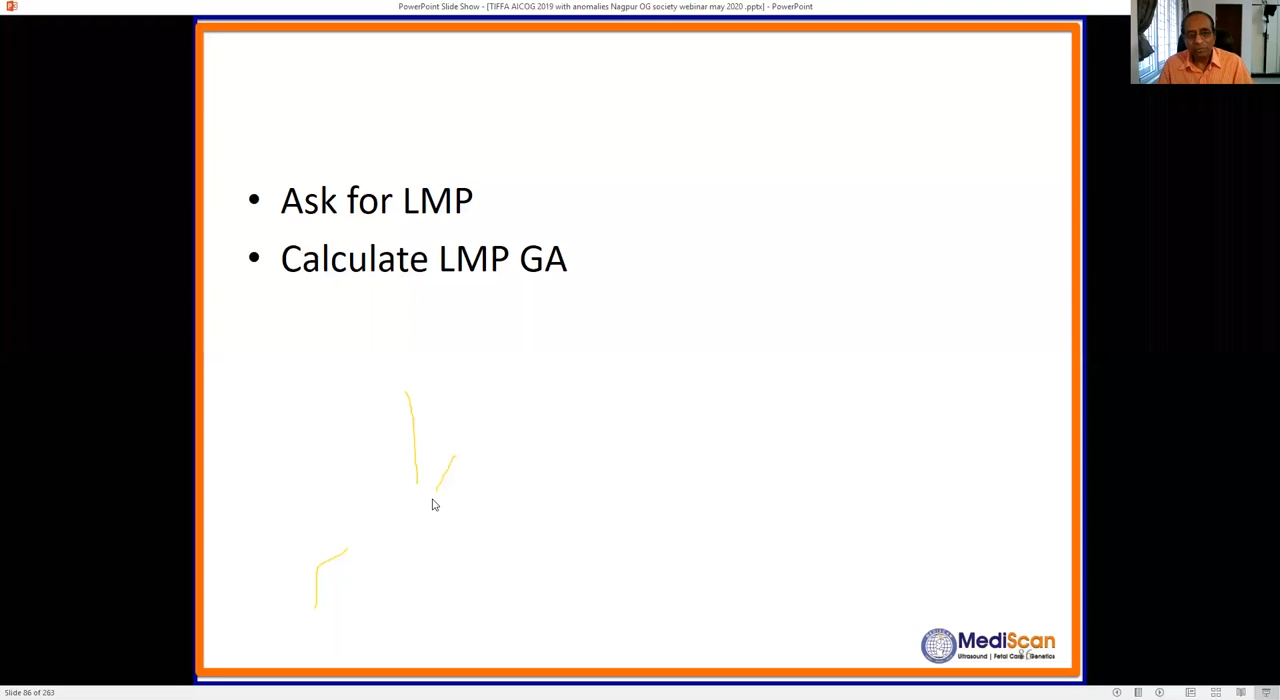 PowerPoint Slide Show - [TIFFA AICOG 2019 with anomalies Nagpur OG society webinar may 2020 .pptx] - PowerPoint
• Ask for LMP
• Calculate LMP GA
MediScan
Ultrasound | Fetal Care | Genetics
86
Slide 86 of 263